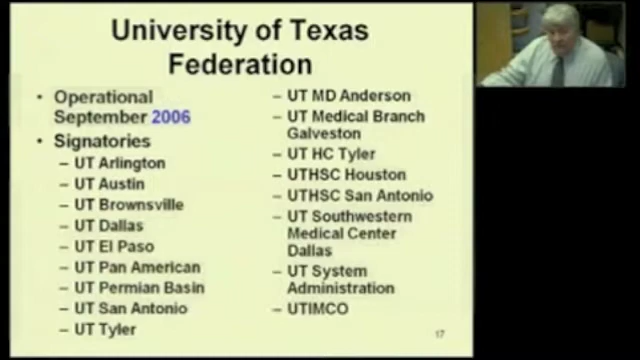 University of Texas
Federation
• Operational
September 2006
• Signatories
– UT Arlington
– UT Austin
– UT Brownsville
– UT Dallas
– UT El Paso
– UT Pan American
– UT Permian Basin
– UT San Antonio
– UT Tyler
– UT MD Anderson
– UT Medical Branch
Galveston
– UT HC Tyler
– UTHSC Houston
– UTHSC San Antonio
– UT Southwestern
Medical Center
Dallas
– UT System
Administration
– UTIMCO
17